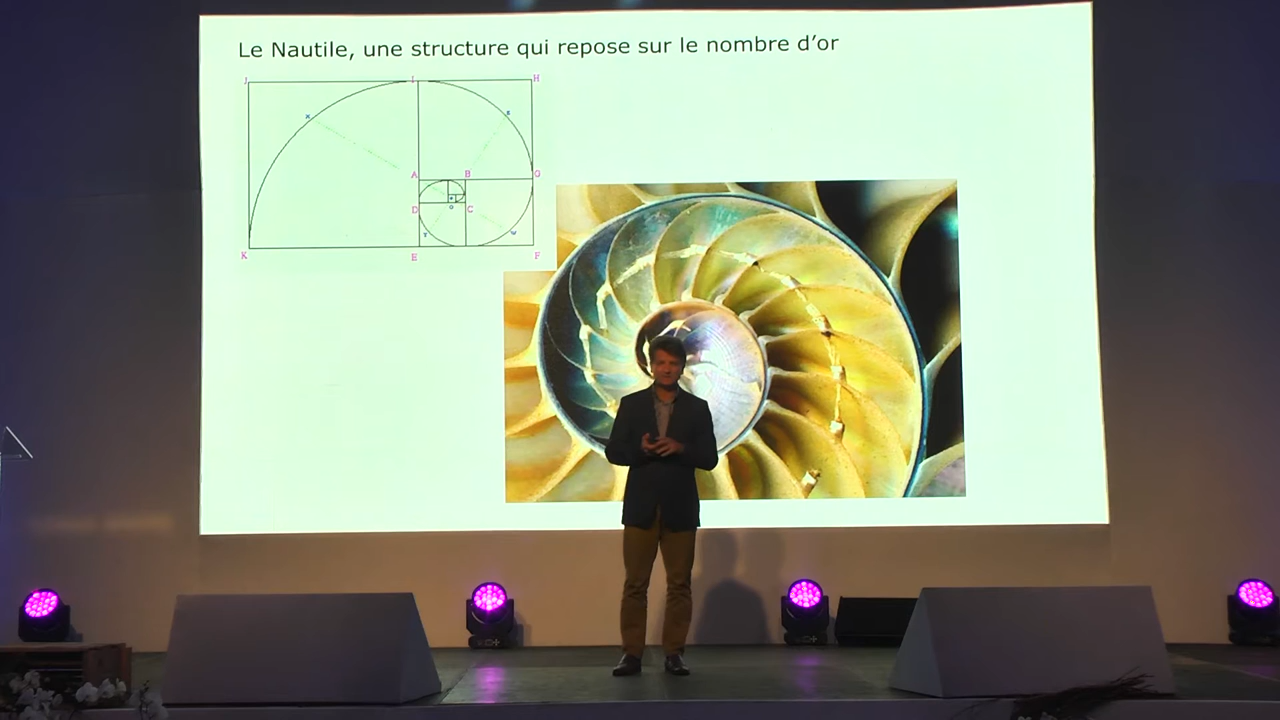 Le Nautile, une structure qui repose sur le nombre d'or
J I H
A B G
D C
K E F